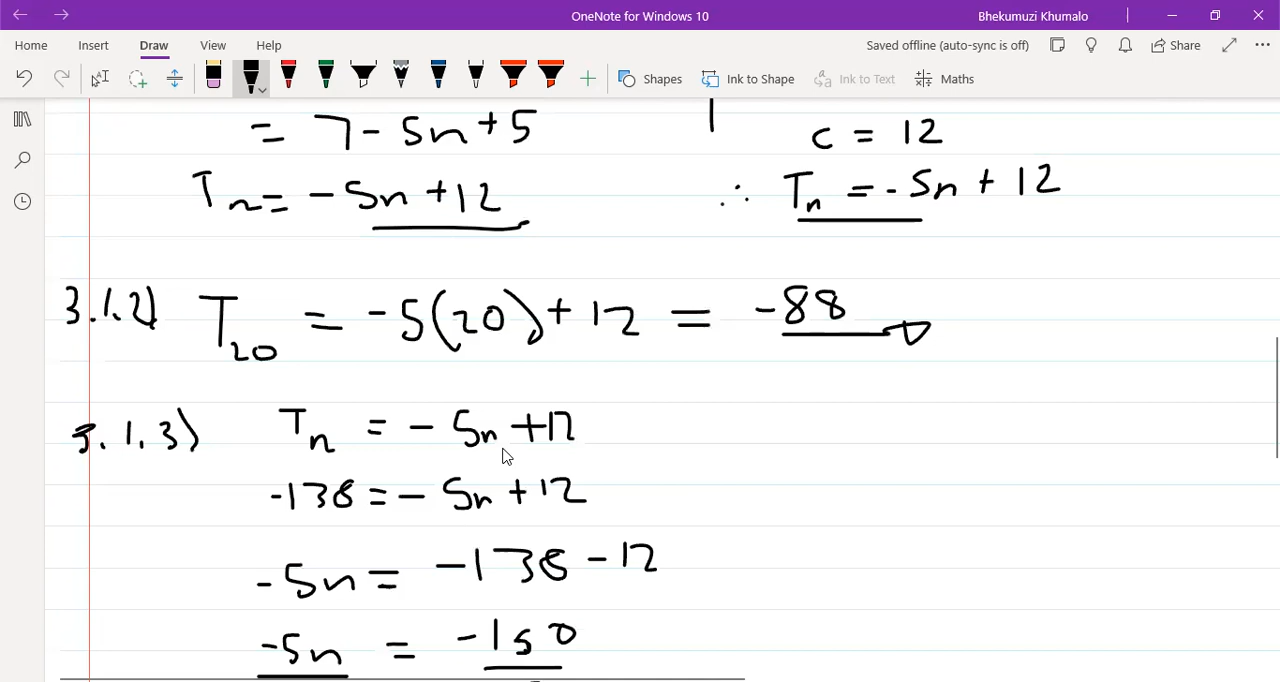 OneNote for Windows 10
Bhekumuzi Khumalo
Home Insert Draw View Help
Saved offline (auto-sync is off)
Share
Shapes
Ink to Shape
Ink to Text
Maths
= 7 - 5n + 5
c = 12
Tn = - 5n + 12
∴ Tn = - 5n + 12
3.1.2) T20 = - 5(20) + 12 = - 88
3.1.3) Tn = - 5n + 12
-138 = - 5n + 12
- 5n = - 138 - 12
-5n = -150